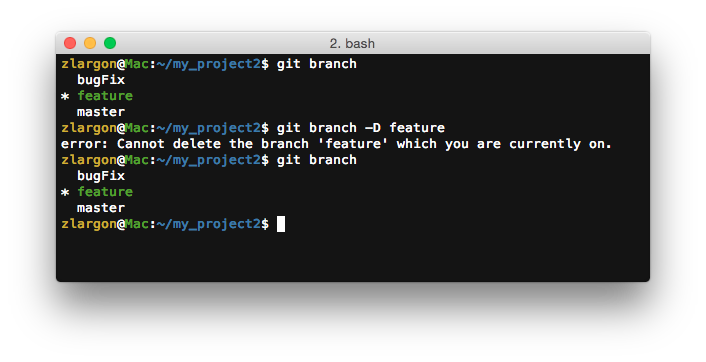 2. bash
zlargon@Mac:~/my_project2$ git branch
  bugFix
* feature
  master
zlargon@Mac:~/my_project2$ git branch -D feature
error: Cannot delete the branch 'feature' which you are currently on.
zlargon@Mac:~/my_project2$ git branch
  bugFix
* feature
  master
zlargon@Mac:~/my_project2$